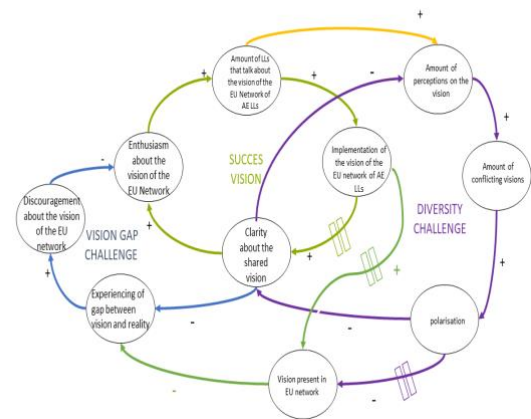 Amount of LLs
that talk about the
vision of the
EU Network of
AE LLs
+
Amount of
perceptions on the
vision
-
+
+
+
Enthusiasm
about the
vision of the
EU Network
SUCCES
VISION
Implementation of
the vision of the
EU network of AE
LLs
Amount of
conflicting visions
-
Discouragement
about the vision
of the EU
network
VISION GAP
CHALLENGE
+
Clarity
about the
shared
vision
+
DIVERSITY
CHALLENGE
+
+
+
Experiencing of
gap between
vision and reality
-
-
polarisation
-
Vision present in
EU network
-